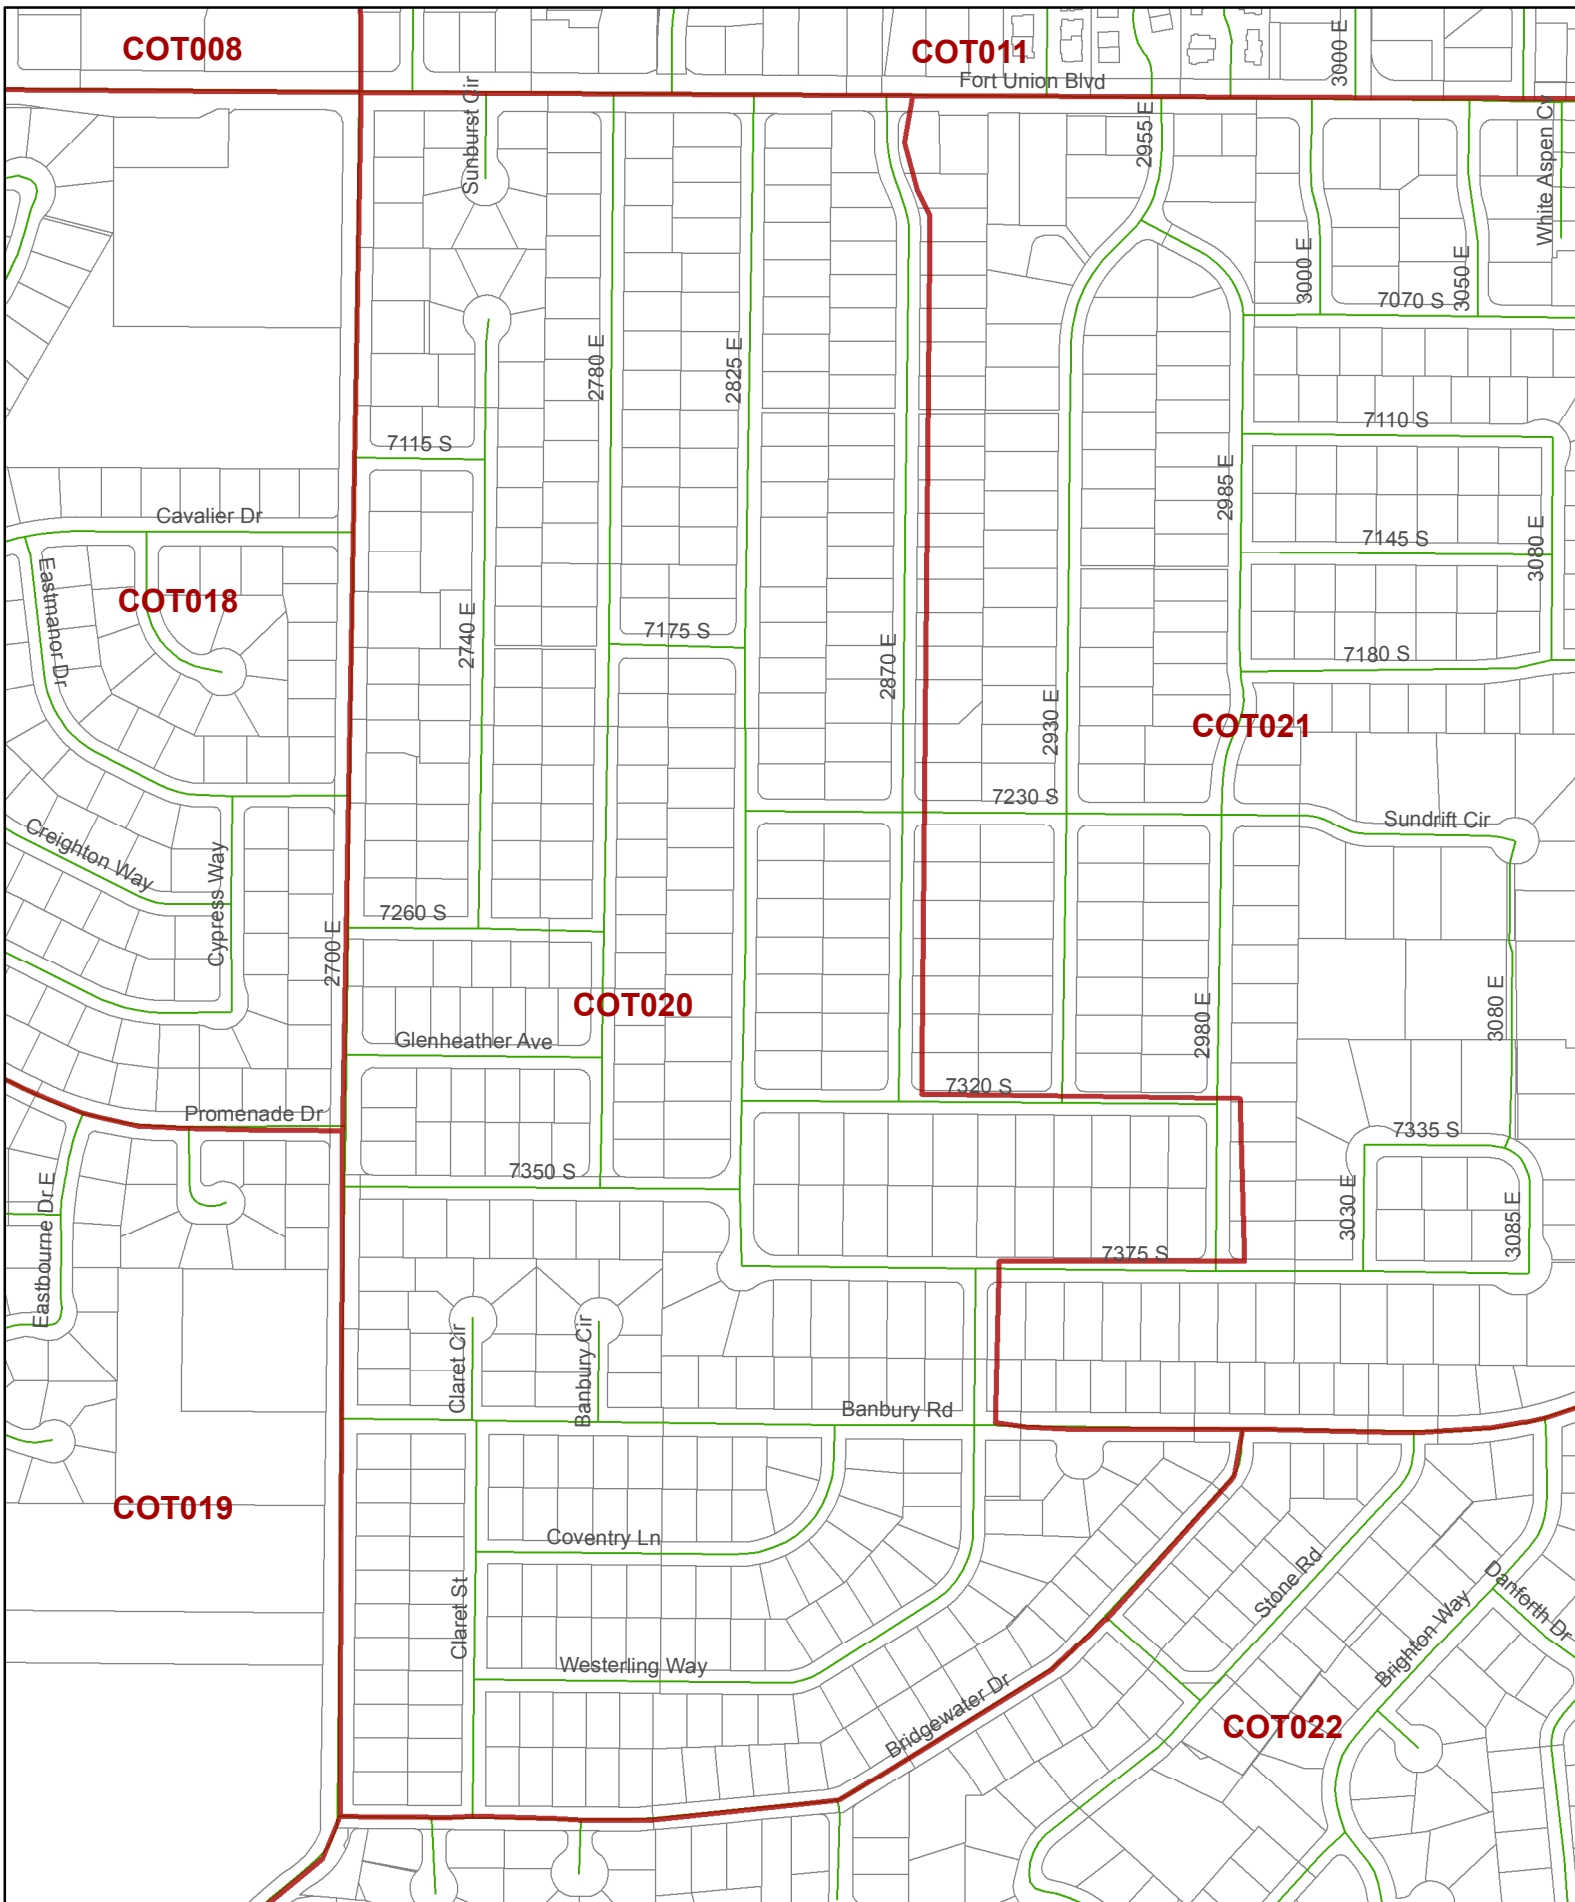 COT008
COT011
Fort Union Blvd
3000 E
Sunburst Cir
2955 E
White Aspen Cv
3000 E
3050 E
7070 S
2780 E
2825 E
7115 S
7110 S
2985 E
Cavalier Dr
7145 S
3080 E
Eastmanor Dr
COT018
2740 E
7175 S
2870 E
7180 S
2930 E
COT021
7230 S
Sundrift Cir
Creighton Way
Cypress Way
7260 S
2700 E
COT020
2980 E
3080 E
Glenheather Ave
7320 S
Promenade Dr
7335 S
7350 S
Eastbourne Dr E
3030 E
3085 E
7375 S
Claret Cir
Banbury Cir
Banbury Rd
COT019
Coventry Ln
Stone Rd
Danforth Dr
Claret St
Brighton Way
Westerling Way
Bridgewater Dr
COT022